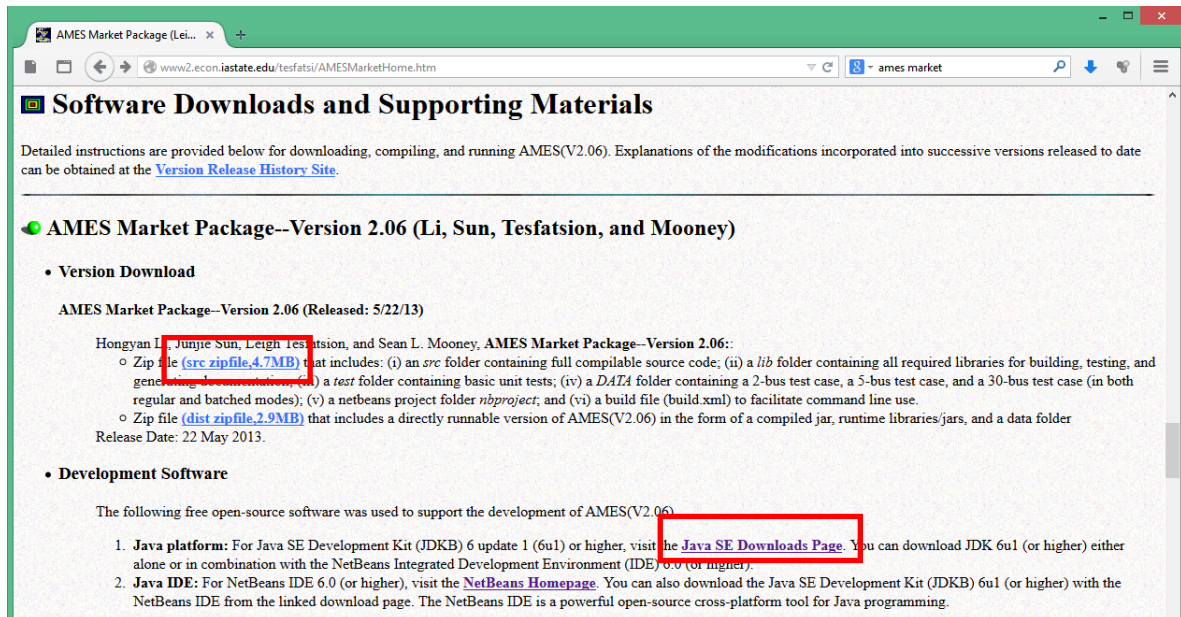 AMES Market Package (Lei...
www2.econ.iastate.edu/tesfatsi/AMESMarketHome.htm
ames market
Software Downloads and Supporting Materials
Detailed instructions are provided below for downloading, compiling, and running AMES(V2.06). Explanations of the modifications incorporated into successive versions released to date
can be obtained at the Version Release History Site.
AMES Market Package--Version 2.06 (Li, Sun, Tesfatsion, and Mooney)
• Version Download
AMES Market Package--Version 2.06 (Released: 5/22/13)
Hongyan Li, Junjie Sun, Leigh Tesfatsion, and Sean L. Mooney, AMES Market Package--Version 2.06::
○ Zip file (src zipfile,4.7MB) that includes: (i) an src folder containing full compilable source code; (ii) a lib folder containing all required libraries for building, testing, and
generating documentation; (iii) a test folder containing basic unit tests; (iv) a DATA folder containing a 2-bus test case, a 5-bus test case, and a 30-bus test case (in both
regular and batched modes); (v) a netbeans project folder nbproject; and (vi) a build file (build.xml) to facilitate command line use.
○ Zip file (dist zipfile,2.9MB) that includes a directly runnable version of AMES(V2.06) in the form of a compiled jar, runtime libraries/jars, and a data folder
Release Date: 22 May 2013.
• Development Software
The following free open-source software was used to support the development of AMES(V2.06)
1. Java platform: For Java SE Development Kit (JDKB) 6 update 1 (6u1) or higher, visit the Java SE Downloads Page. You can download JDK 6u1 (or higher) either
alone or in combination with the NetBeans Integrated Development Environment (IDE) 6.0 (or higher).
2. Java IDE: For NetBeans IDE 6.0 (or higher), visit the NetBeans Homepage. You can also download the Java SE Development Kit (JDKB) 6u1 (or higher) with the
NetBeans IDE from the linked download page. The NetBeans IDE is a powerful open-source cross-platform tool for Java programming.